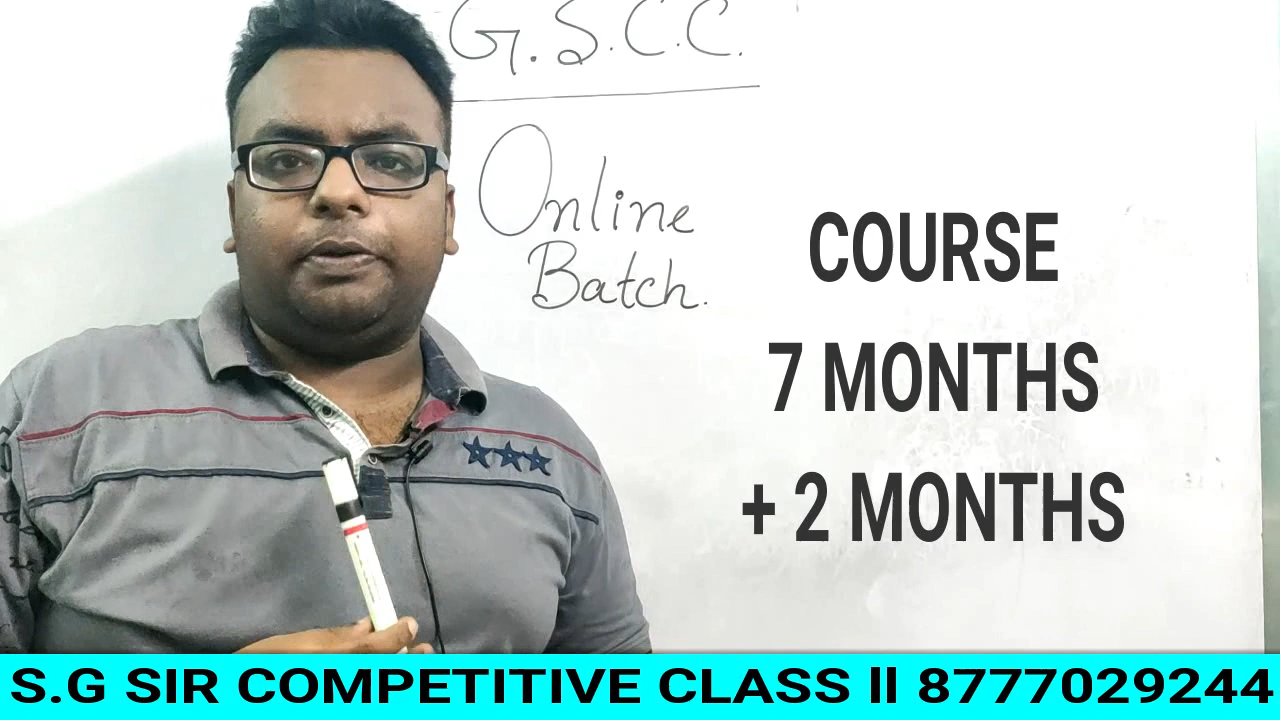 G.S.C.C.
Online
Batch.
COURSE
7 MONTHS
+ 2 MONTHS
S.G SIR COMPETITIVE CLASS ll 8777029244